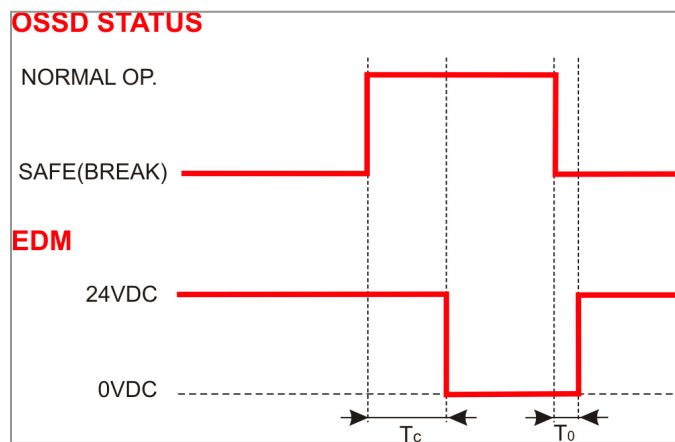 OSSD STATUS
NORMAL OP.
SAFE(BREAK)
EDM
24VDC
0VDC
Tc T0